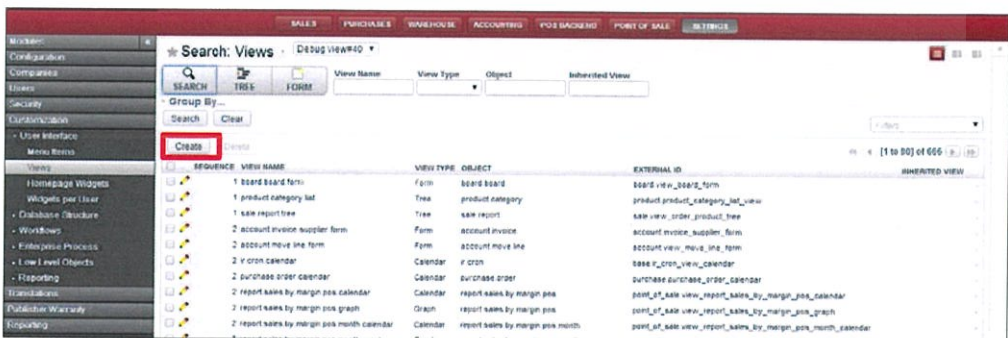 SALES PURCHASES WAREHOUSE ACCOUNTING POS BACKEND POINT OF SALE SETTINGS
Modules
Configuration
Companies
Users
Security
Customization
User Interface
Menu Items
Views
Homepage Widgets
Widgets per User
Database Structure
Workflows
Enterprise Process
Low Level Objects
Reporting
Translations
Publisher Warranty
Reporting
Search: Views Debug View#40
SEARCH TREE FORM View Name View Type Object Inherited View
Group By...
Search Clear Filters
Create Delete [1 to 80] of 666
SEQUENCE VIEW NAME VIEW TYPE OBJECT EXTERNAL ID INHERITED VIEW
1 board board form Form board board board.view_board_form
1 product category list Tree product category product.product_category_list_view
1 sale report tree Tree sale report sale.view_order_product_tree
2 account invoice supplier form Form account invoice account.invoice_supplier_form
2 account move line form Form account move line account.view_move_line_form
2 ir cron calendar Calendar ir cron base.ir_cron_view_calendar
2 purchase order calendar Calendar purchase order purchase.purchase_order_calendar
2 report sales by margin pos calendar Calendar report sales by margin pos point_of_sale.view_report_sales_by_margin_pos_calendar
2 report sales by margin pos graph Graph report sales by margin pos point_of_sale.view_report_sales_by_margin_pos_graph
2 report sales by margin pos month calendar Calendar report sales by margin pos month point_of_sale.view_report_sales_by_margin_pos_month_calendar